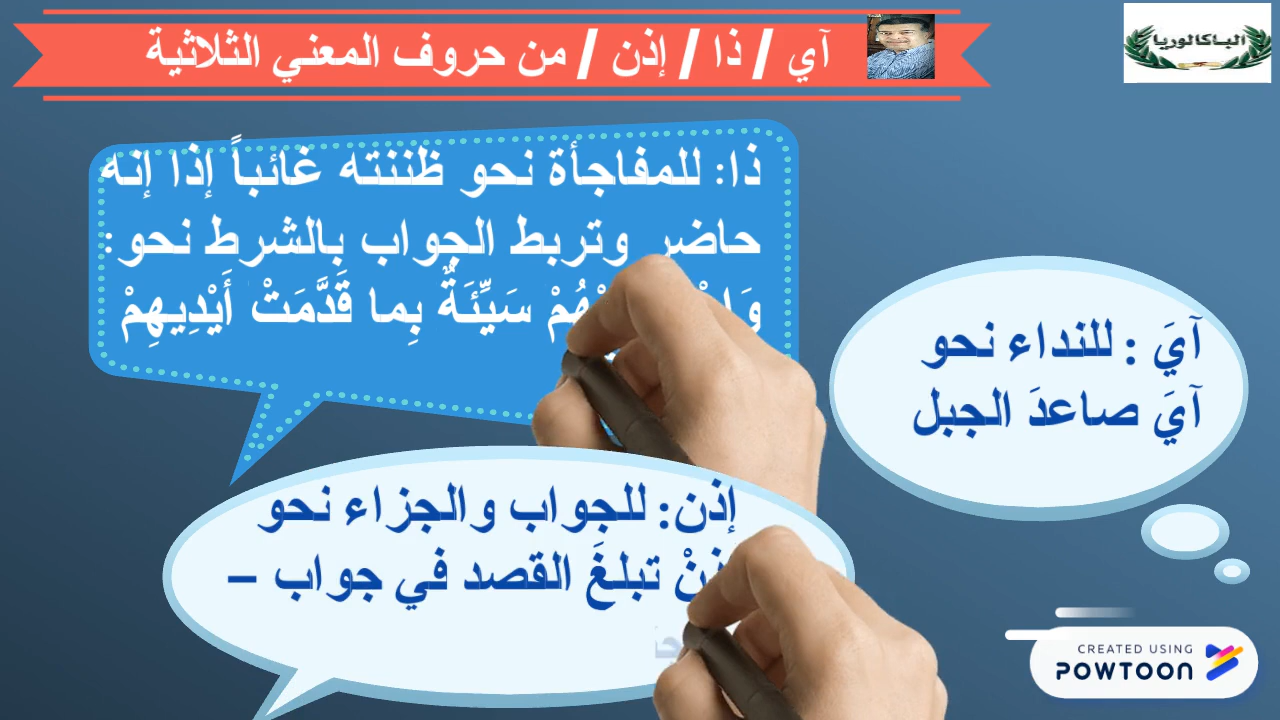 آي / ذا / إذن / من حروف المعني الثلاثية
الباكالوريا
ذا: للمفاجأة نحو ظننته غائباً إذا إنه
حاضر وتربط الجواب بالشرط نحو:
سَيِّئَةٌ بِما قَدَّمَتْ أَيْدِيهِمْ
آيَ : للنداء نحو
آيَ صاعدَ الجبل
إذن: للجواب والجزاء نحو
تبلغَ القصد في جواب –
CREATED USING
POWTOON